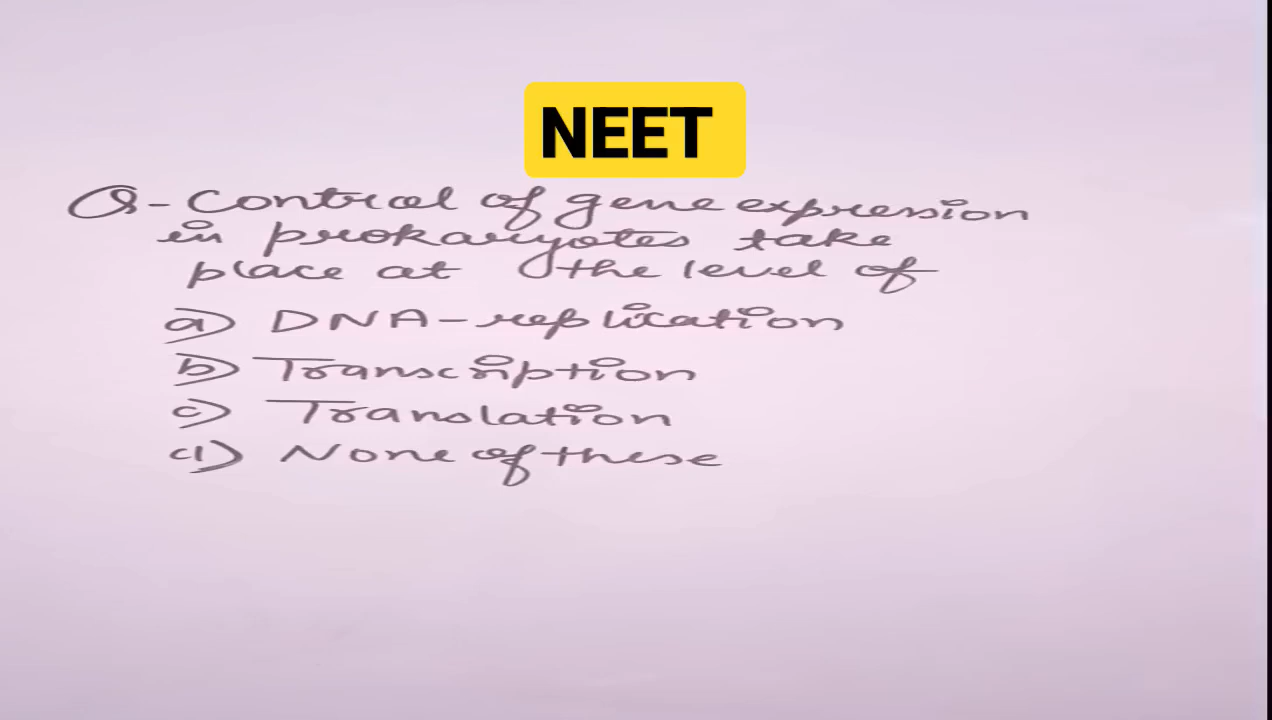 NEET
Q- Control of gene expression
in prokaryotes take
place at the level of
a) DNA-replication
b) Transcription
c) Translation
d) None of these